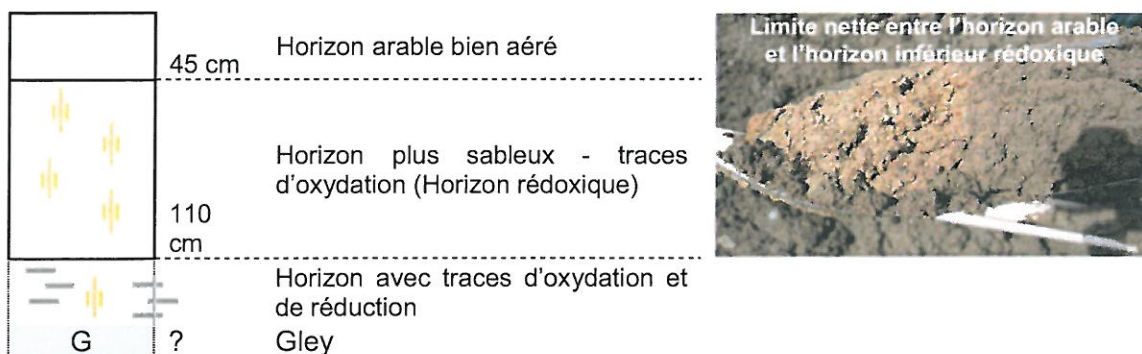 Limite nette entre l'horizon arable
et l'horizon inférieur rédoxique
45 cm
Horizon arable bien aéré
Horizon plus sableux - traces
d'oxydation (Horizon rédoxique)
110
cm
Horizon avec traces d'oxydation et
de réduction
G ? Gley